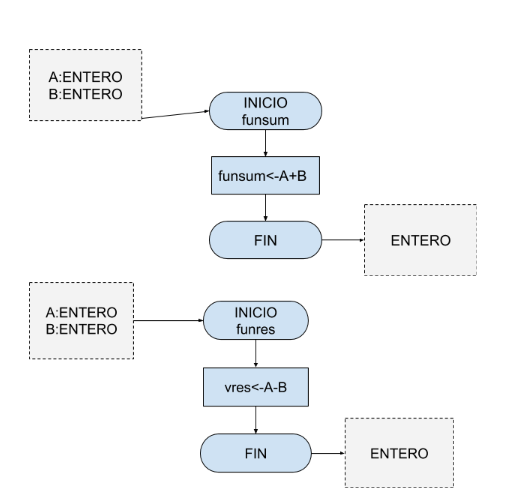 A:ENTERO
B:ENTERO
INICIO
funsum
funsum<-A+B
FIN
ENTERO
A:ENTERO
B:ENTERO
INICIO
funres
vres<-A-B
FIN
ENTERO